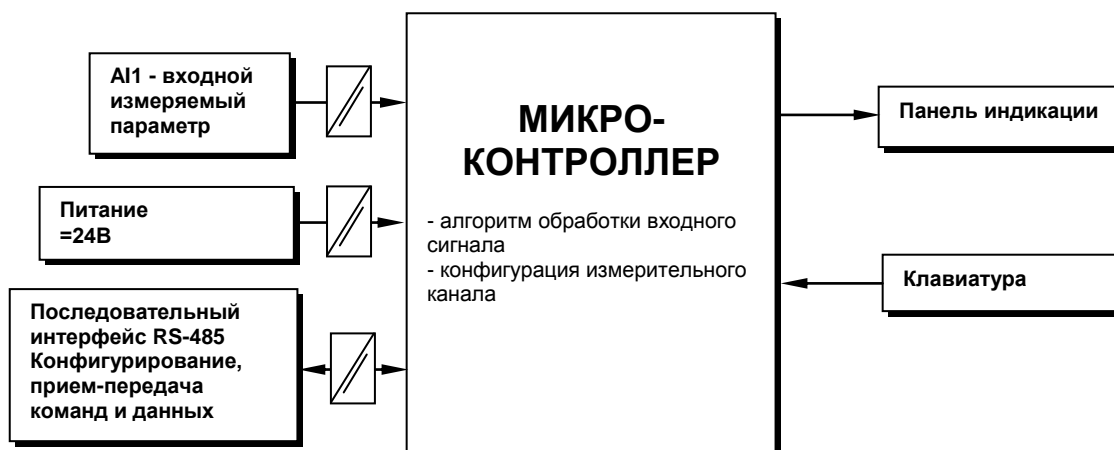 AI1 - входной
измеряемый
параметр
Питание
=24В
Последовательный
интерфейс RS-485
Конфигурирование,
прием-передача
команд и данных
МИКРО-
КОНТРОЛЛЕР
- алгоритм обработки входного
сигнала
- конфигурация измерительного
канала
Панель индикации
Клавиатура